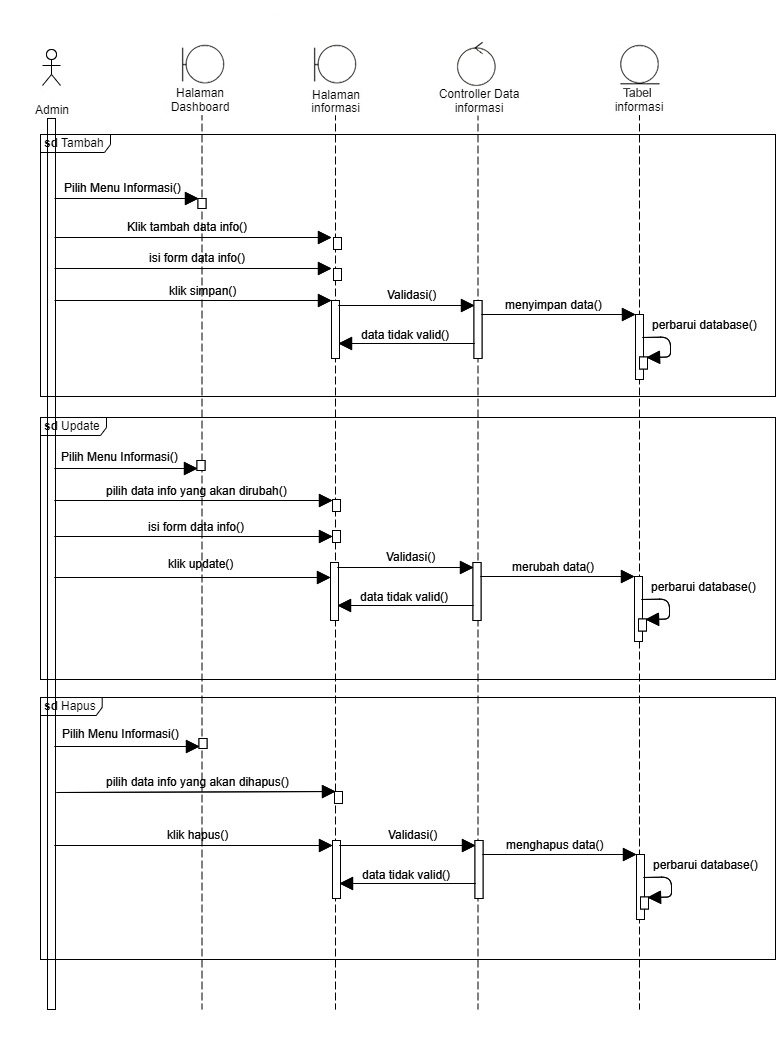 Admin
Halaman
Dashboard
Halaman
informasi
Controller Data
informasi
Tabel
informasi
sd Tambah
Pilih Menu Informasi()
Klik tambah data info()
isi form data info()
klik simpan()
Validasi()
menyimpan data()
perbarui database()
data tidak valid()
sd Update
Pilih Menu Informasi()
pilih data info yang akan dirubah()
isi form data info()
klik update()
Validasi()
merubah data()
perbarui database()
data tidak valid()
sd Hapus
Pilih Menu Informasi()
pilih data info yang akan dihapus()
klik hapus()
Validasi()
menghapus data()
perbarui database()
data tidak valid()